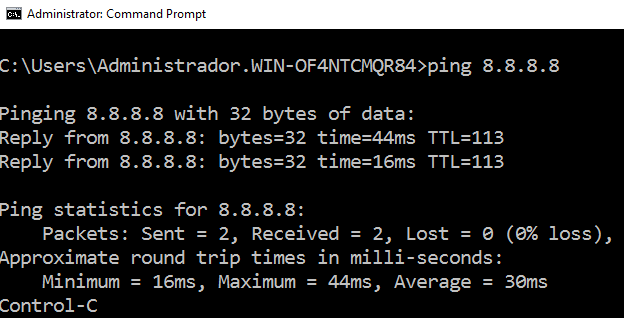 Administrator: Command Prompt
C:\Users\Administrador.WIN-OF4NTCMQR84>ping 8.8.8.8
Pinging 8.8.8.8 with 32 bytes of data:
Reply from 8.8.8.8: bytes=32 time=44ms TTL=113
Reply from 8.8.8.8: bytes=32 time=16ms TTL=113
Ping statistics for 8.8.8.8:
    Packets: Sent = 2, Received = 2, Lost = 0 (0% loss),
Approximate round trip times in milli-seconds:
    Minimum = 16ms, Maximum = 44ms, Average = 30ms
Control-C